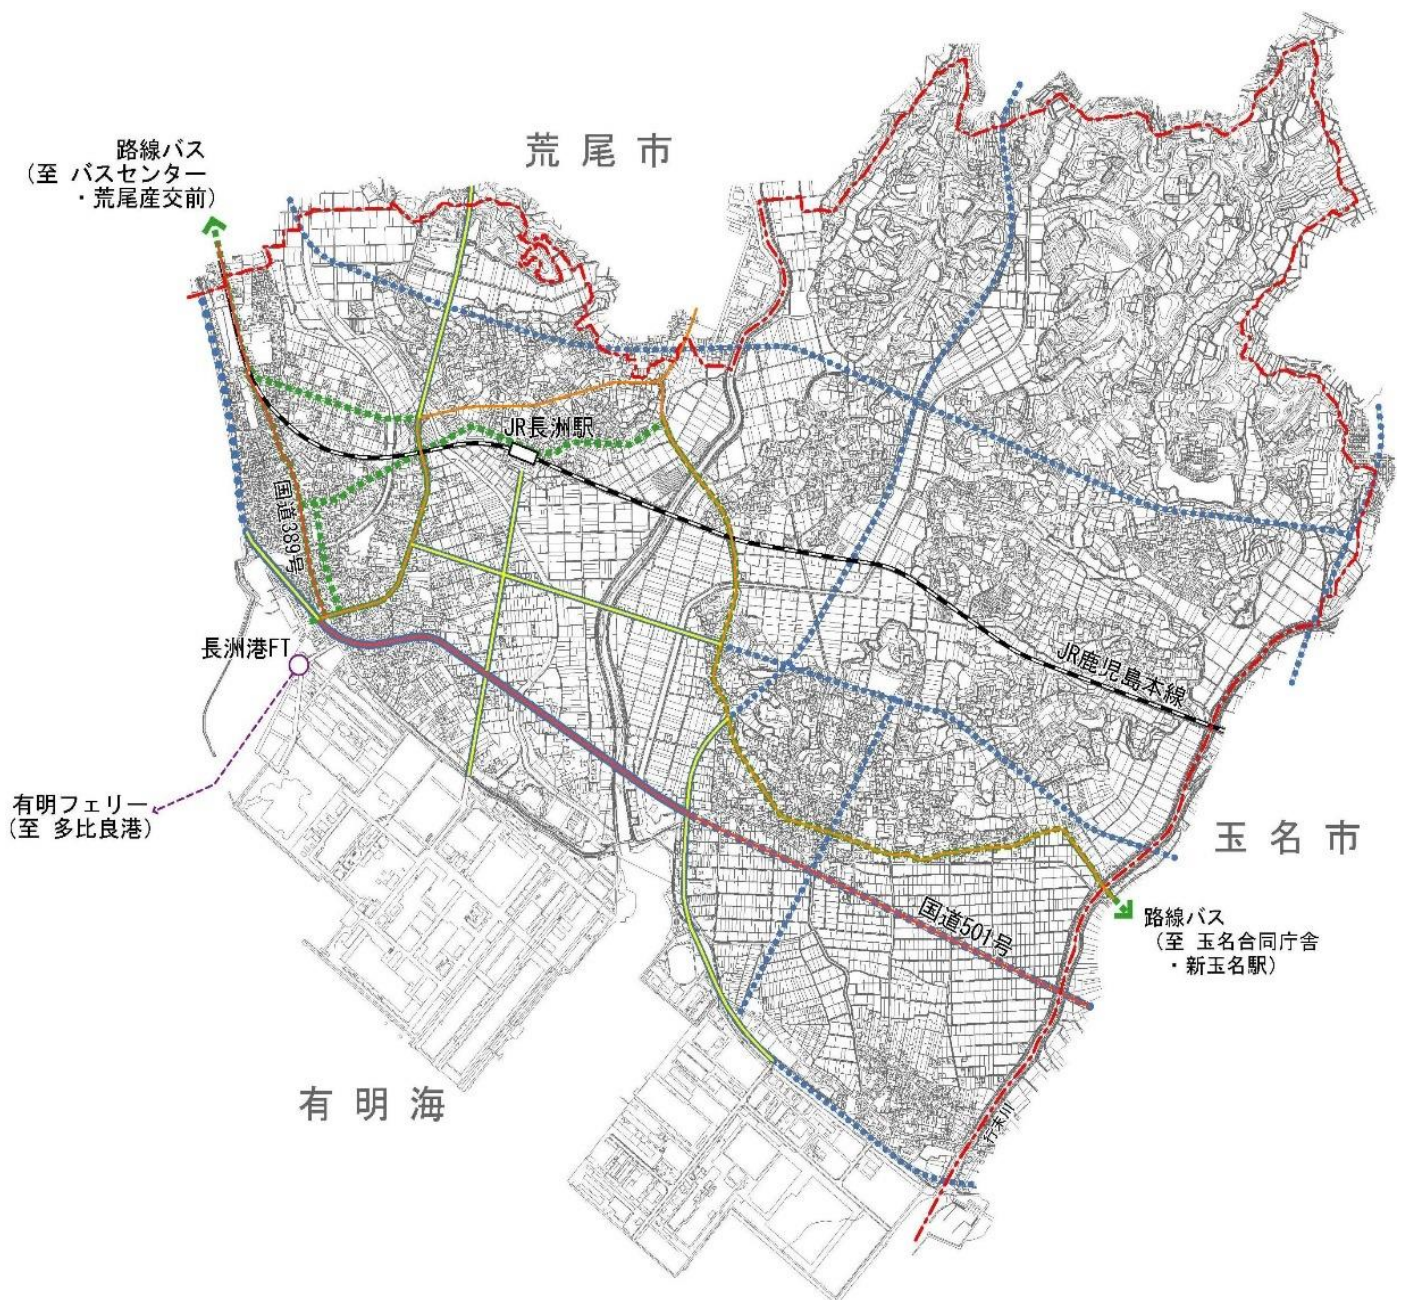 荒尾市
路線バス
（至 バスセンター
・荒尾産交前）
JR長洲駅
国道389号
長洲港FT
JR鹿児島本線
有明フェリー
（至 多比良港）
玉名市
国道501号
路線バス
（至 玉名合同庁舎
・新玉名駅）
有明海
行末川